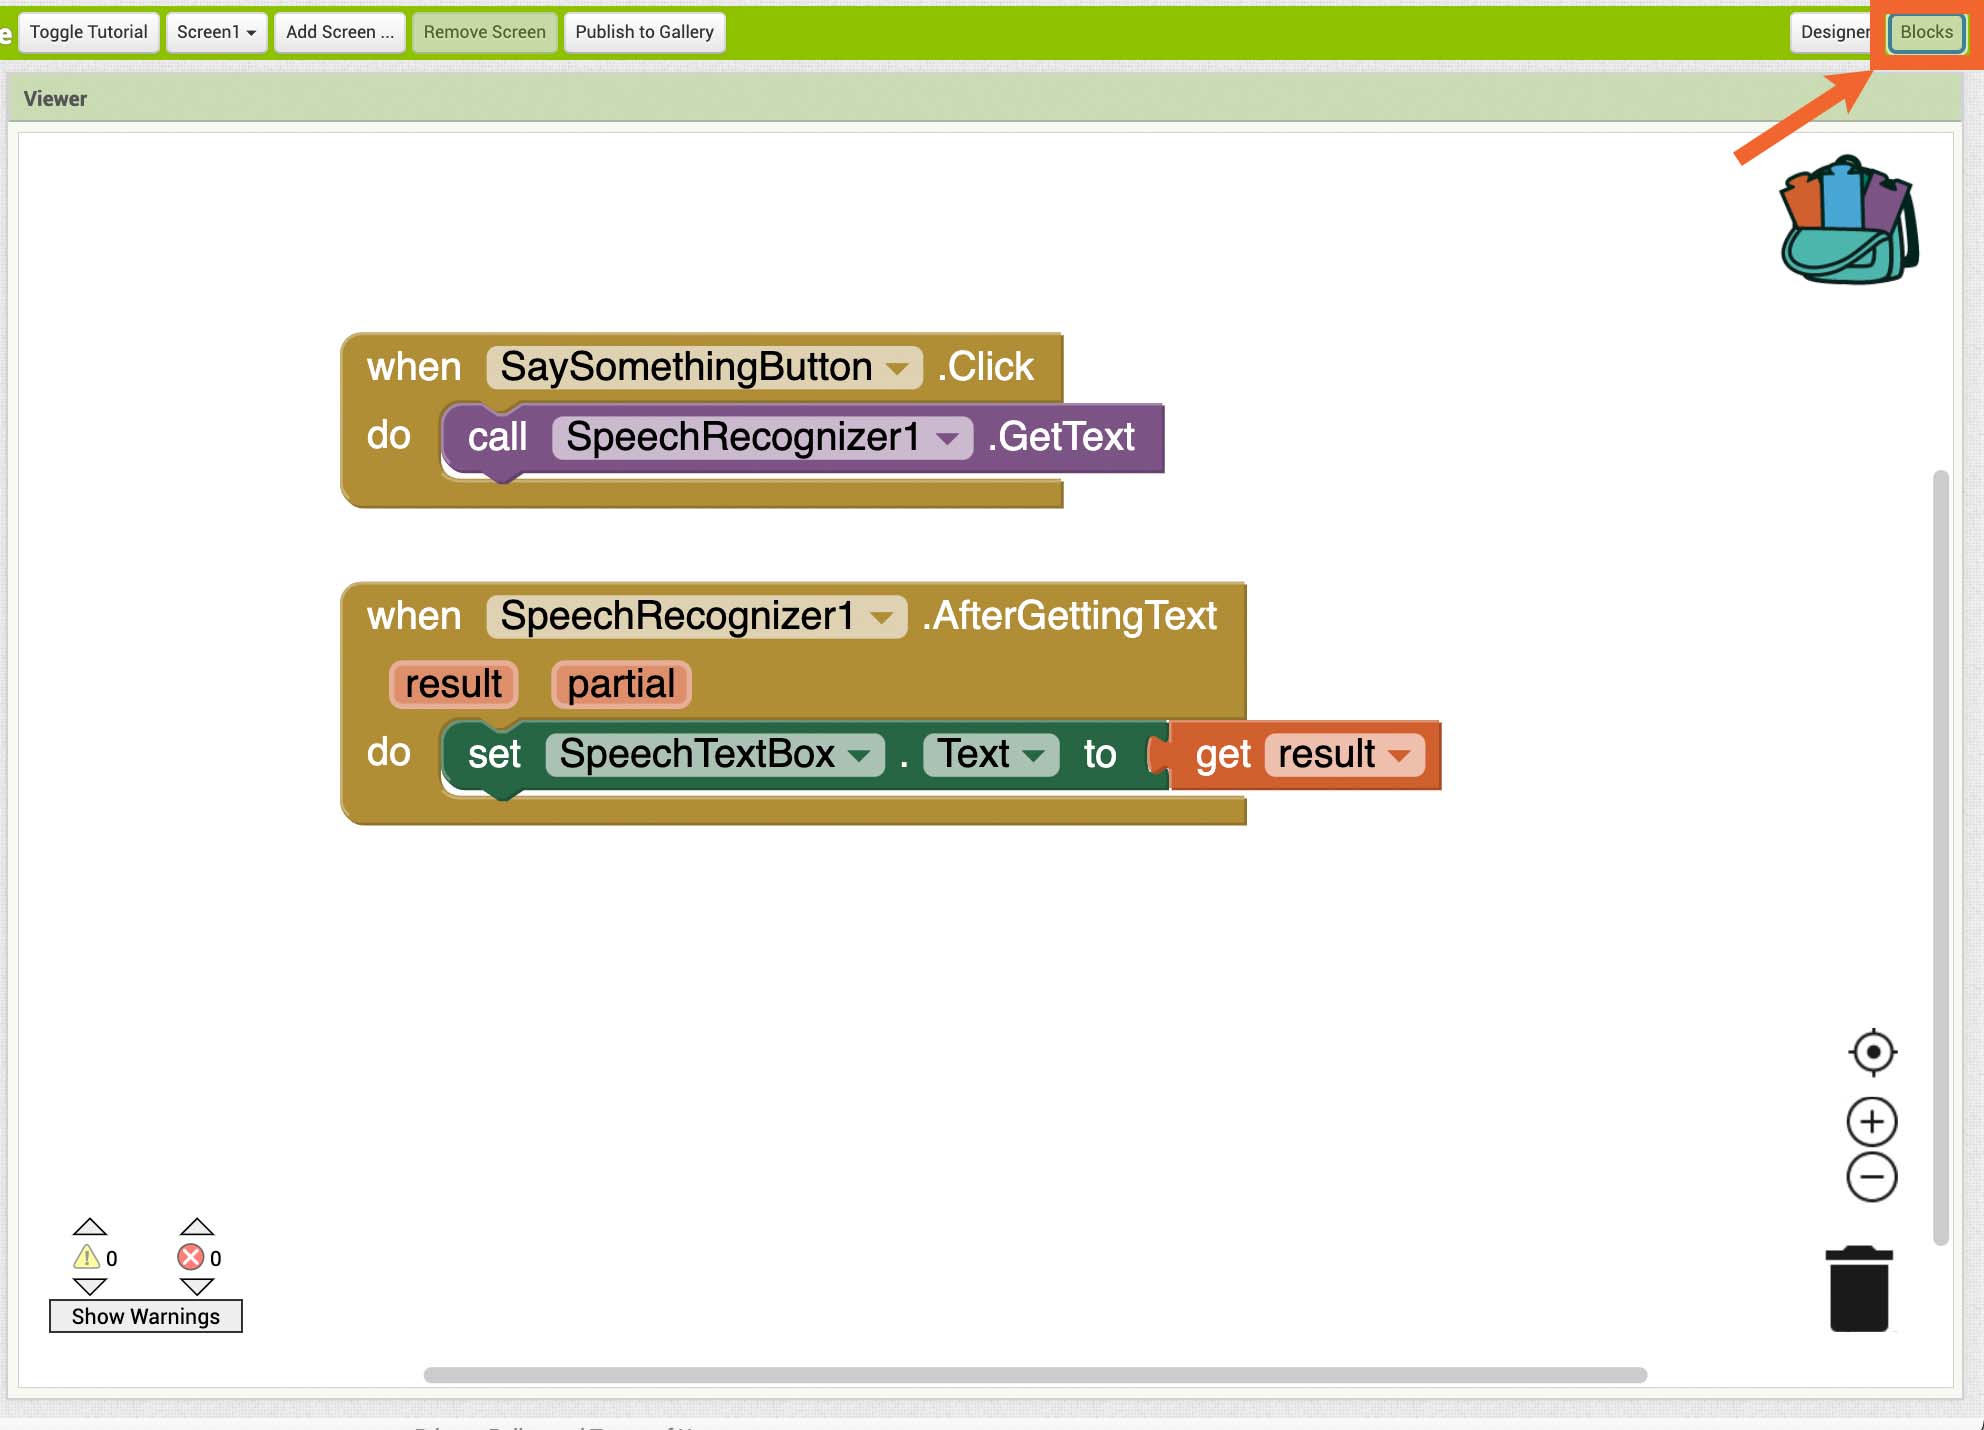 e Toggle Tutorial Screen1 Add Screen ... Remove Screen Publish to Gallery Designer Blocks
Viewer
when SaySomethingButton .Click
do call SpeechRecognizer1 .GetText
when SpeechRecognizer1 .AfterGettingText
result partial
do set SpeechTextBox . Text to get result
0 0
Show Warnings